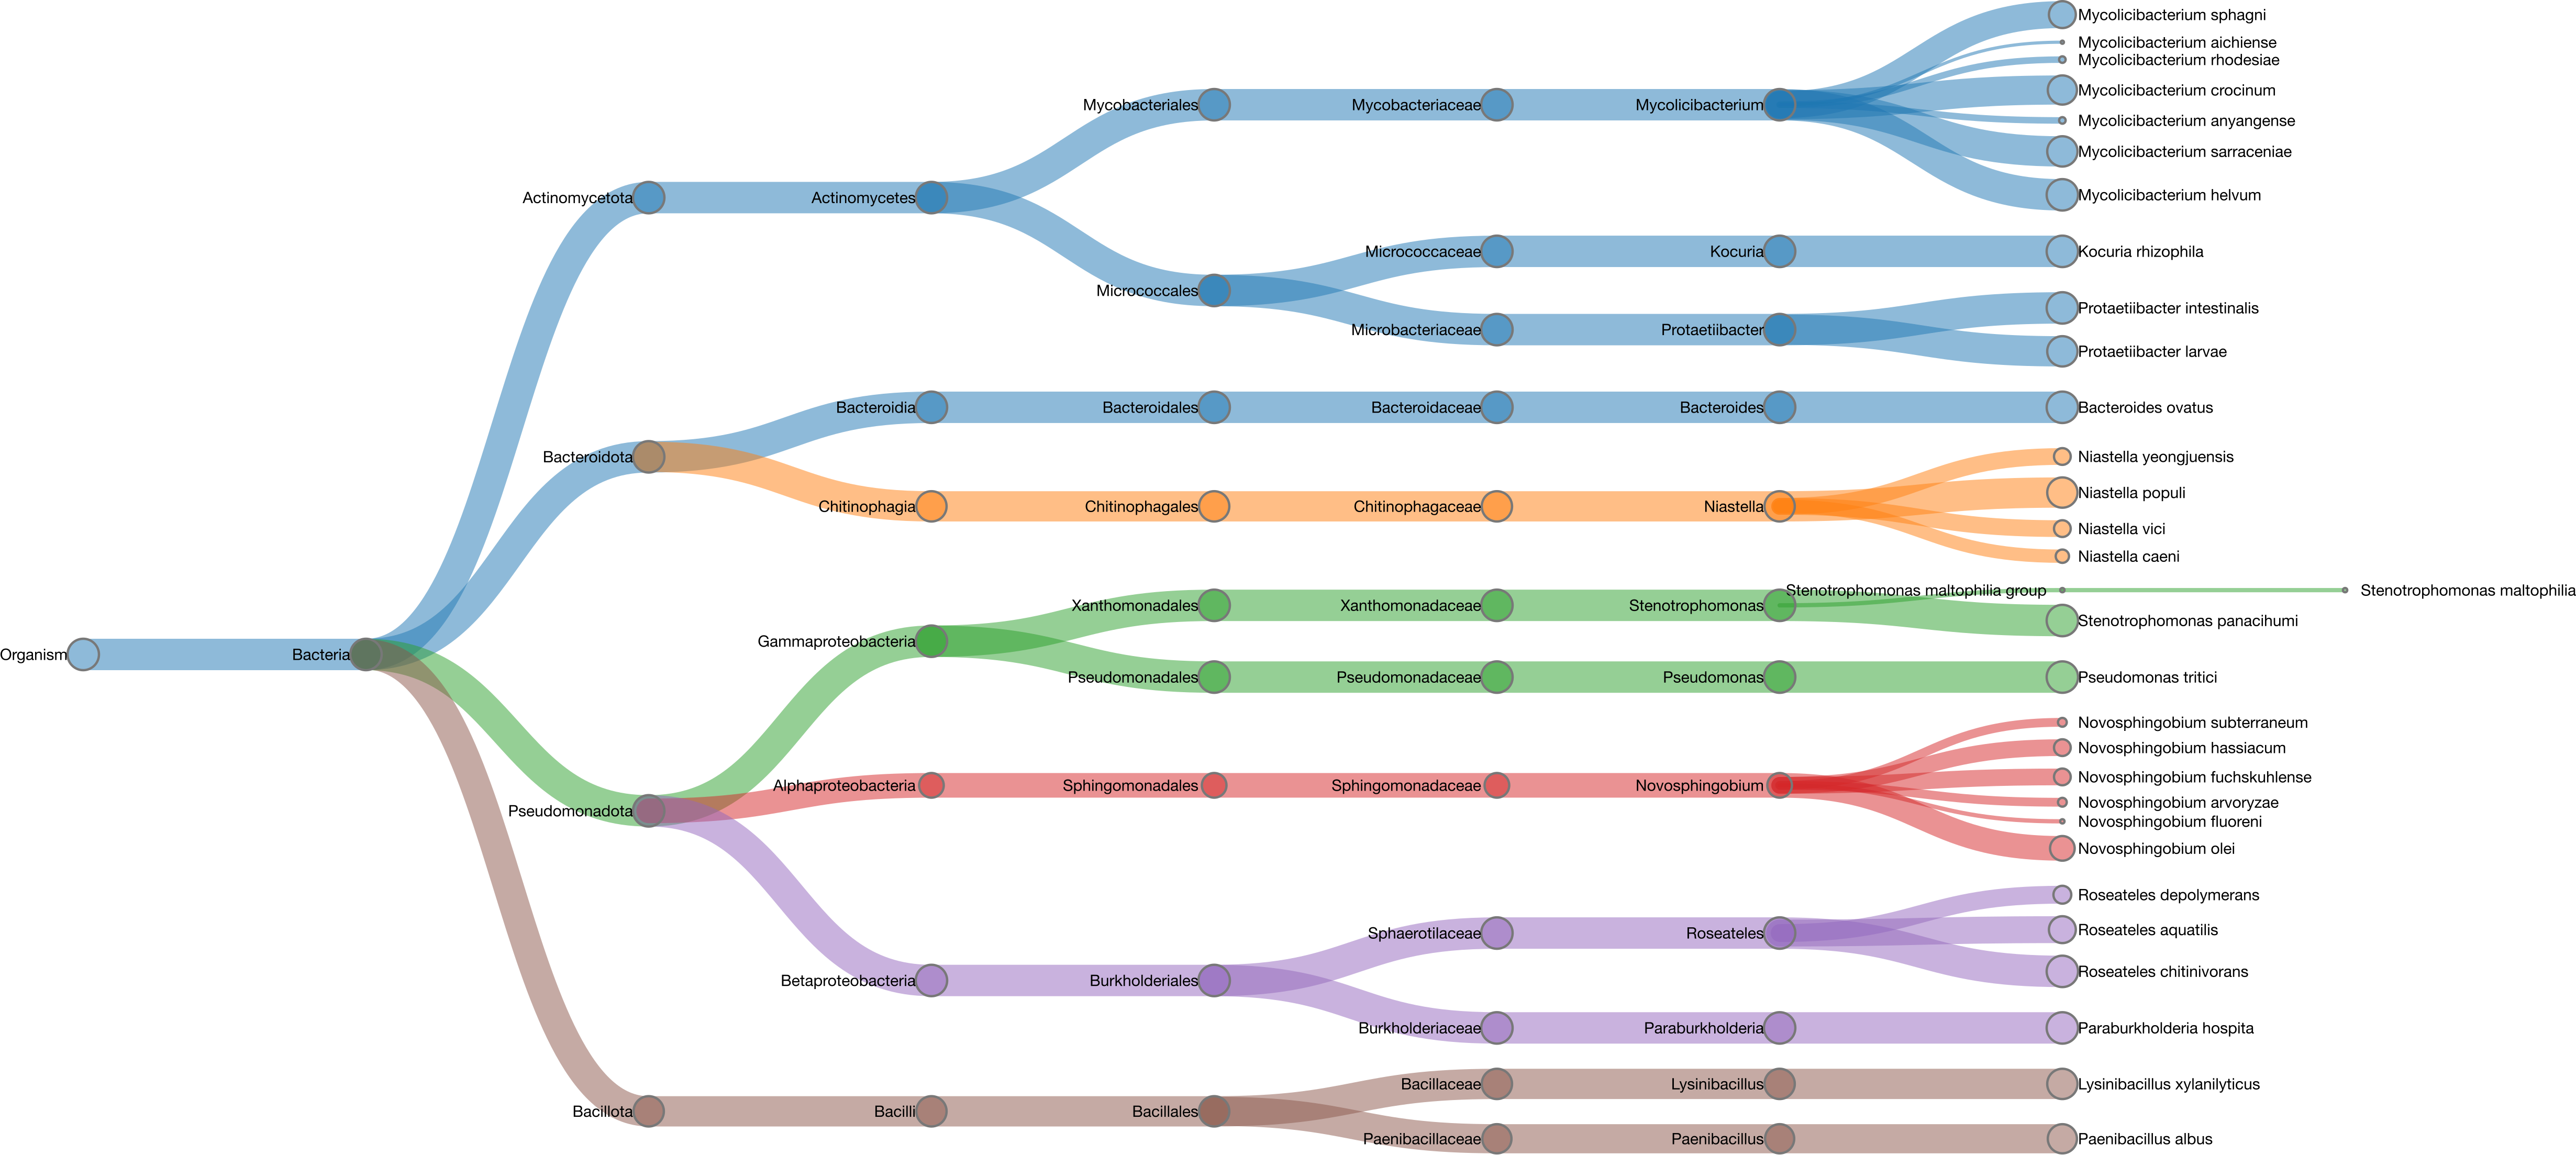 Organism
Bacteria
Actinomycetota
Actinomycetes
Mycobacteriales
Mycobacteriaceae
Mycolicibacterium
Mycolicibacterium sphagni
Mycolicibacterium aichiense
Mycolicibacterium rhodesiae
Mycolicibacterium crocinum
Mycolicibacterium anyangense
Mycolicibacterium sarraceniae
Mycolicibacterium helvum
Micrococcales
Micrococcaceae
Kocuria
Kocuria rhizophila
Microbacteriaceae
Protaetiibacter
Protaetiibacter intestinalis
Protaetiibacter larvae
Bacteroidota
Bacteroidia
Bacteroidales
Bacteroidaceae
Bacteroides
Bacteroides ovatus
Chitinophagia
Chitinophagales
Chitinophagaceae
Niastella
Niastella yeongjuensis
Niastella populi
Niastella vici
Niastella caeni
Pseudomonadota
Gammaproteobacteria
Xanthomonadales
Xanthomonadaceae
Stenotrophomonas
Stenotrophomonas maltophilia group
Stenotrophomonas maltophilia
Stenotrophomonas panacihumi
Pseudomonadales
Pseudomonadaceae
Pseudomonas
Pseudomonas tritici
Alphaproteobacteria
Sphingomonadales
Sphingomonadaceae
Novosphingobium
Novosphingobium subterraneum
Novosphingobium hassiacum
Novosphingobium fuchskuhlense
Novosphingobium arvoryzae
Novosphingobium fluoreni
Novosphingobium olei
Betaproteobacteria
Burkholderiales
Sphaerotilaceae
Roseateles
Roseateles depolymerans
Roseateles aquatilis
Roseateles chitinivorans
Burkholderiaceae
Paraburkholderia
Paraburkholderia hospita
Bacillota
Bacilli
Bacillales
Bacillaceae
Lysinibacillus
Lysinibacillus xylanilyticus
Paenibacillaceae
Paenibacillus
Paenibacillus albus